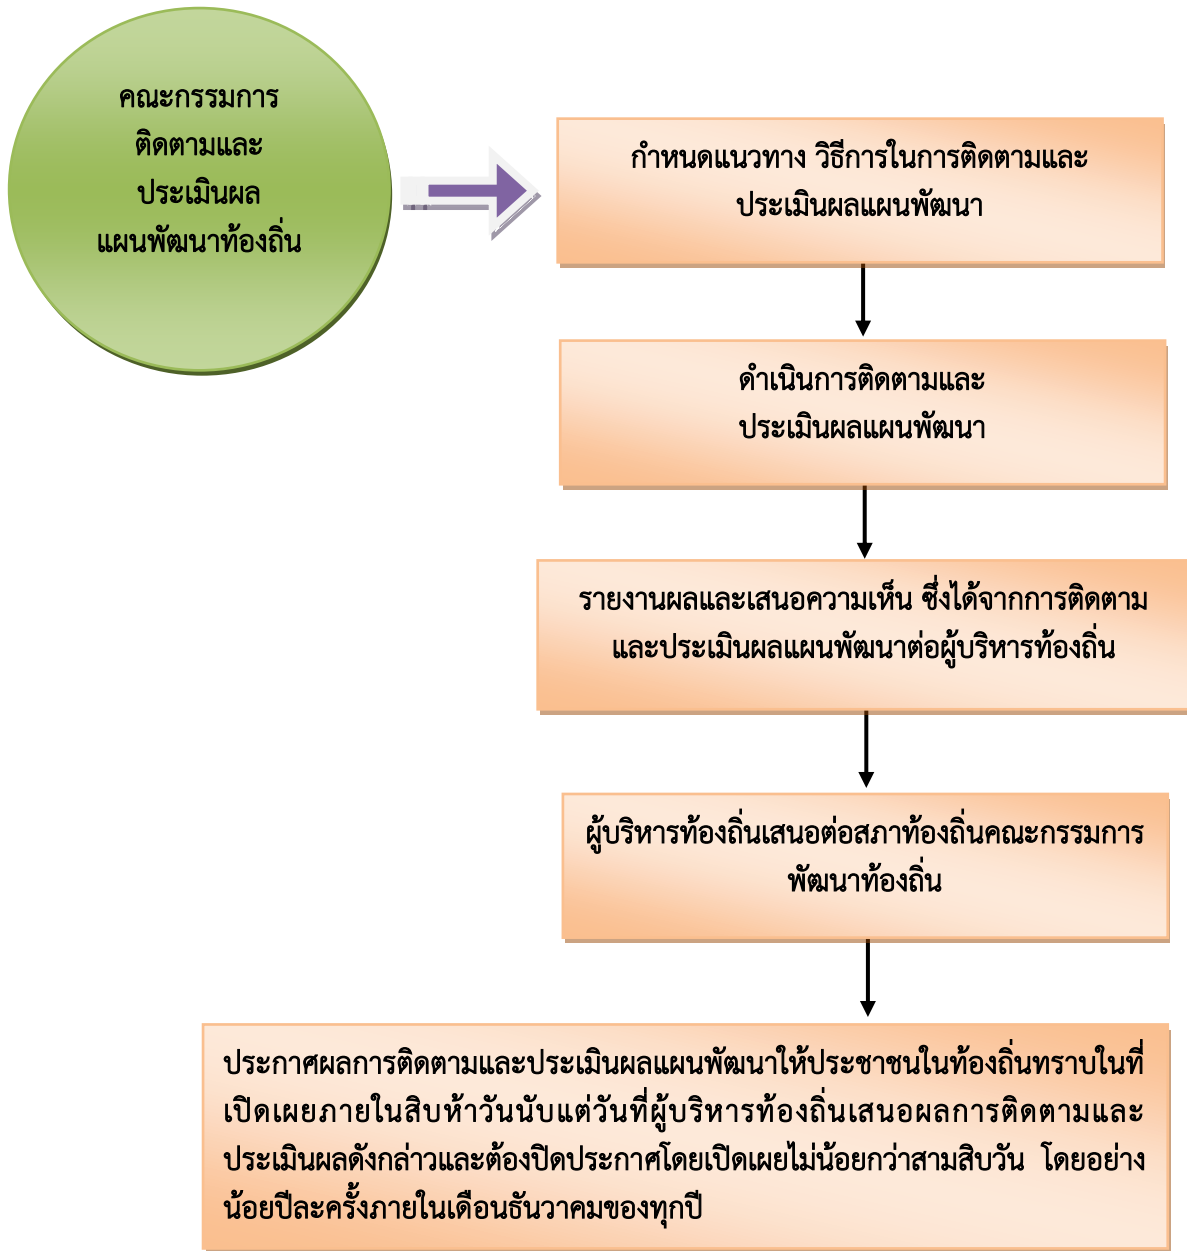 คณะกรรมการ
ติดตามและ
ประเมินผล
แผนพัฒนาท้องถิ่น
กำหนดแนวทาง วิธีการในการติดตามและ
ประเมินผลแผนพัฒนา
ดำเนินการติดตามและ
ประเมินผลแผนพัฒนา
รายงานผลและเสนอความเห็น ซึ่งได้จากการติดตาม
และประเมินผลแผนพัฒนาต่อผู้บริหารท้องถิ่น
ผู้บริหารท้องถิ่นเสนอต่อสภาท้องถิ่นคณะกรรมการ
พัฒนาท้องถิ่น
ประกาศผลการติดตามและประเมินผลแผนพัฒนาให้ประชาชนในท้องถิ่นทราบในที่
เปิดเผยภายในสิบห้าวันนับแต่วันที่ผู้บริหารท้องถิ่นเสนอผลการติดตามและ
ประเมินผลดังกล่าวและต้องปิดประกาศโดยเปิดเผยไม่น้อยกว่าสามสิบวัน โดยอย่าง
น้อยปีละครั้งภายในเดือนธันวาคมของทุกปี